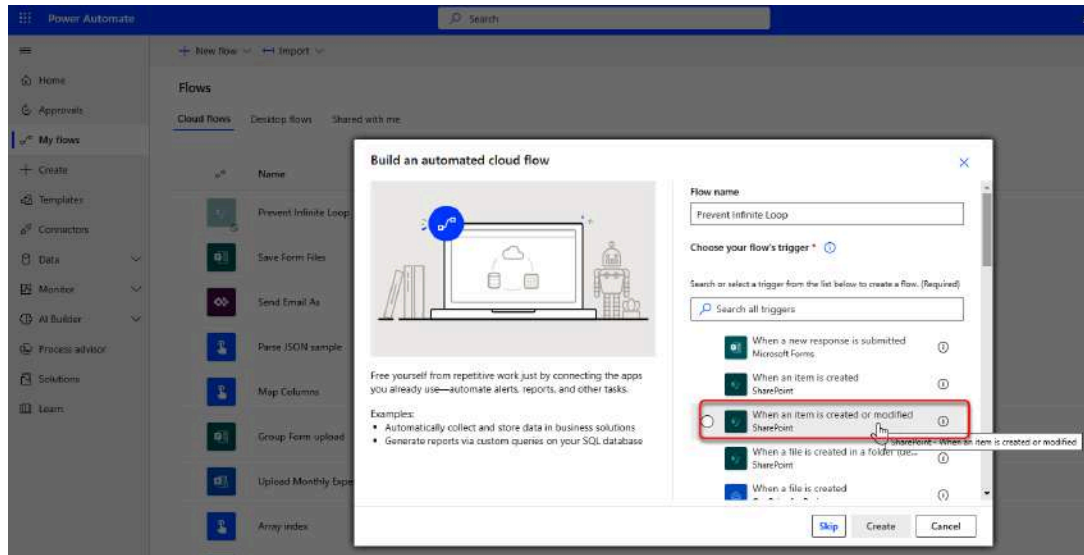 Power Automate
Search
New flow
Import
Home
Approvals
My flows
Create
Templates
Connectors
Data
Monitor
AI Builder
Process advisor
Solutions
Learn
Flows
Cloud flows Desktop flows Shared with me
Name
Prevent Infinite Loop
Save Form Files
Send Email As
Parse JSON sample
Map Columns
Group Form upload
Upload Monthly Expe
Array index
Build an automated cloud flow
Free yourself from repetitive work just by connecting the apps
you already use—automate alerts, reports, and other tasks.
Examples:
• Automatically collect and store data in business solutions
• Generate reports via custom queries on your SQL database
Flow name
Prevent Infinite Loop
Choose your flow's trigger *
Search or select a trigger from the list below to create a flow. (Required)
Search all triggers
When a new response is submitted
Microsoft Forms
When an item is created
SharePoint
When an item is created or modified
SharePoint
SharePoint - When an item is created or modified
When a file is created in a folder (de...
SharePoint
When a file is created
Skip Create Cancel